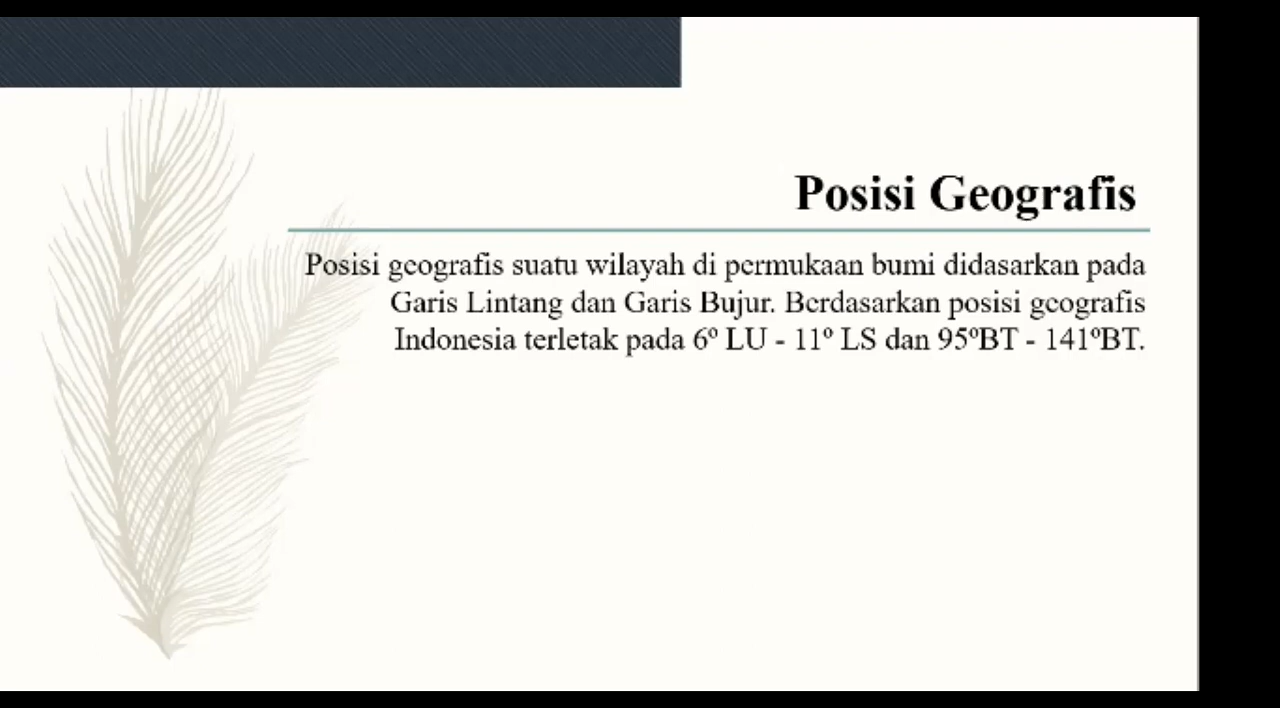 Posisi Geografis
Posisi geografis suatu wilayah di permukaan bumi didasarkan pada
Garis Lintang dan Garis Bujur. Berdasarkan posisi geografis
Indonesia terletak pada 6º LU - 11º LS dan 95ºBT - 141ºBT.